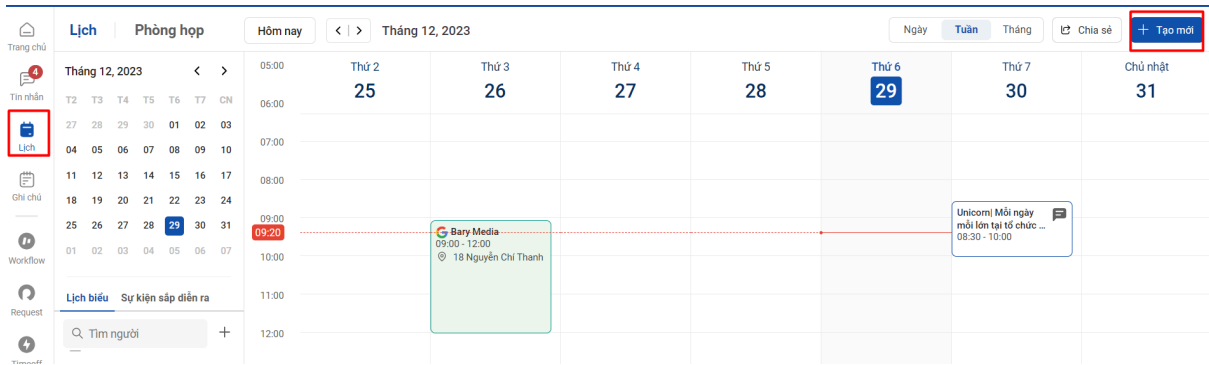 Trang chủ
4
Tin nhắn
Lịch
Ghi chú
Workflow
Request
Timeoff
Lịch
Phòng họp
Tháng 12, 2023
T2 T3 T4 T5 T6 T7 CN
27 28 29 30 01 02 03
04 05 06 07 08 09 10
11 12 13 14 15 16 17
18 19 20 21 22 23 24
25 26 27 28 29 30 31
01 02 03 04 05 06 07
Lịch biểu Sự kiện sắp diễn ra
Tìm người
Hôm nay
Tháng 12, 2023
Ngày Tuần Tháng
Chia sẻ
Tạo mới
Thứ 2 Thứ 3 Thứ 4 Thứ 5 Thứ 6 Thứ 7 Chủ nhật
25 26 27 28 29 30 31
05:00
06:00
07:00
08:00
09:00
09:20
10:00
11:00
12:00
Bary Media
09:00 - 12:00
18 Nguyễn Chí Thanh
Unicorn| Mỗi ngày
mỗi lớn tại tổ chức ...
08:30 - 10:00